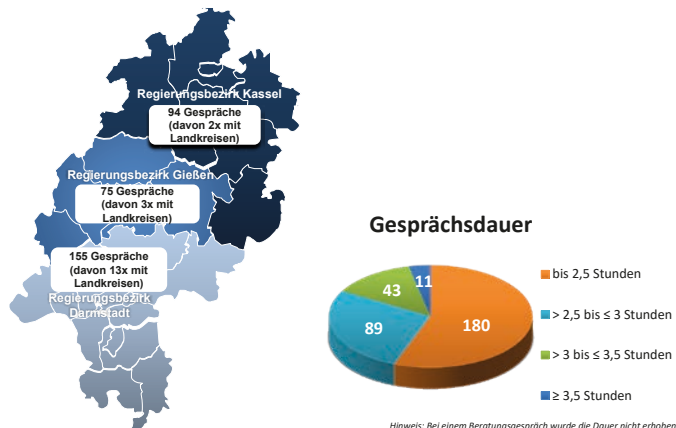 Regierungsbezirk Kassel
94 Gespräche
(davon 2x mit
Landkreisen)
Regierungsbezirk Gießen
75 Gespräche
(davon 3x mit
Landkreisen)
155 Gespräche
(davon 13x mit
Landkreisen)
Regierungsbezirk
Darmstadt
Gesprächsdauer
11
43
89
180
bis 2,5 Stunden
> 2,5 bis ≤ 3 Stunden
> 3 bis ≤ 3,5 Stunden
≥ 3,5 Stunden
Hinweis: Bei einem Beratungsgespräch wurde die Dauer nicht erhoben